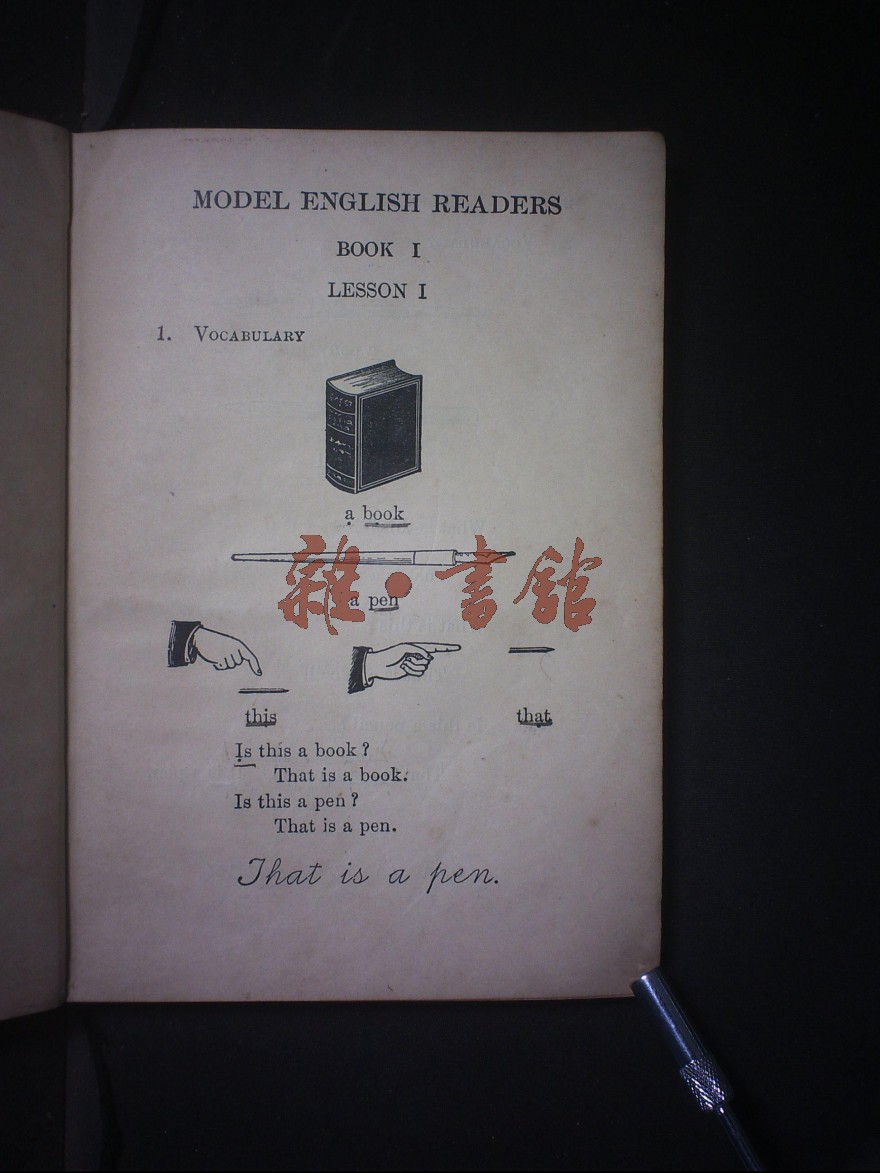 MODEL ENGLISH READERS
BOOK I
LESSON I
1. VOCABULARY
a book
雜・書館
a pen
this that
Is this a book?
That is a book.
Is this a pen?
That is a pen.
That is a pen.